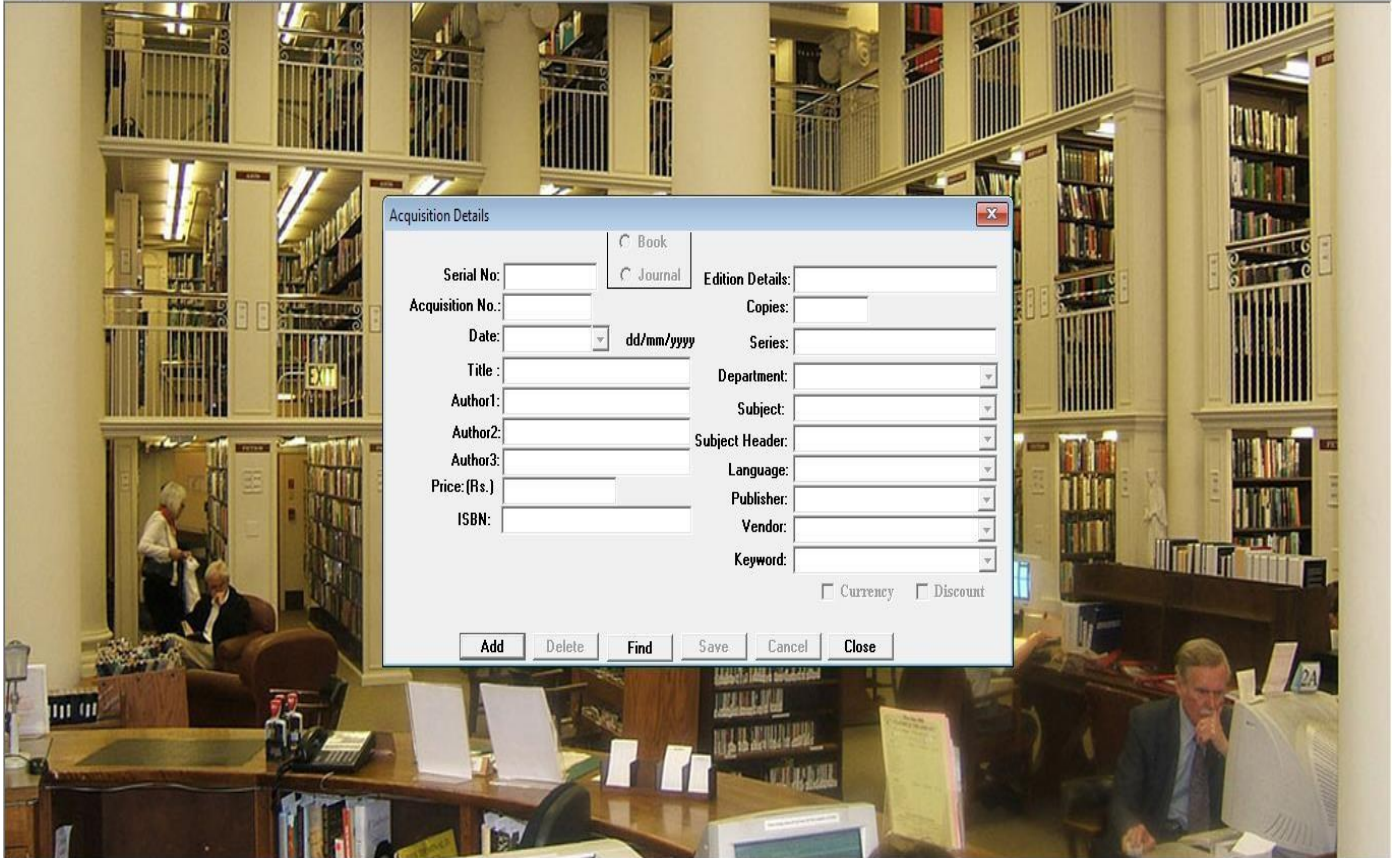 Acquisition Details
Book
Journal
Serial No:
Acquisition No.:
Date:
dd/mm/yyyy
Title :
Author1:
Author2:
Author3:
Price:(Rs.)
ISBN:
Edition Details:
Copies:
Series:
Department:
Subject:
Subject Header:
Language:
Publisher:
Vendor:
Keyword:
Currency
Discount
Add
Delete
Find
Save
Cancel
Close
EXIT
2A